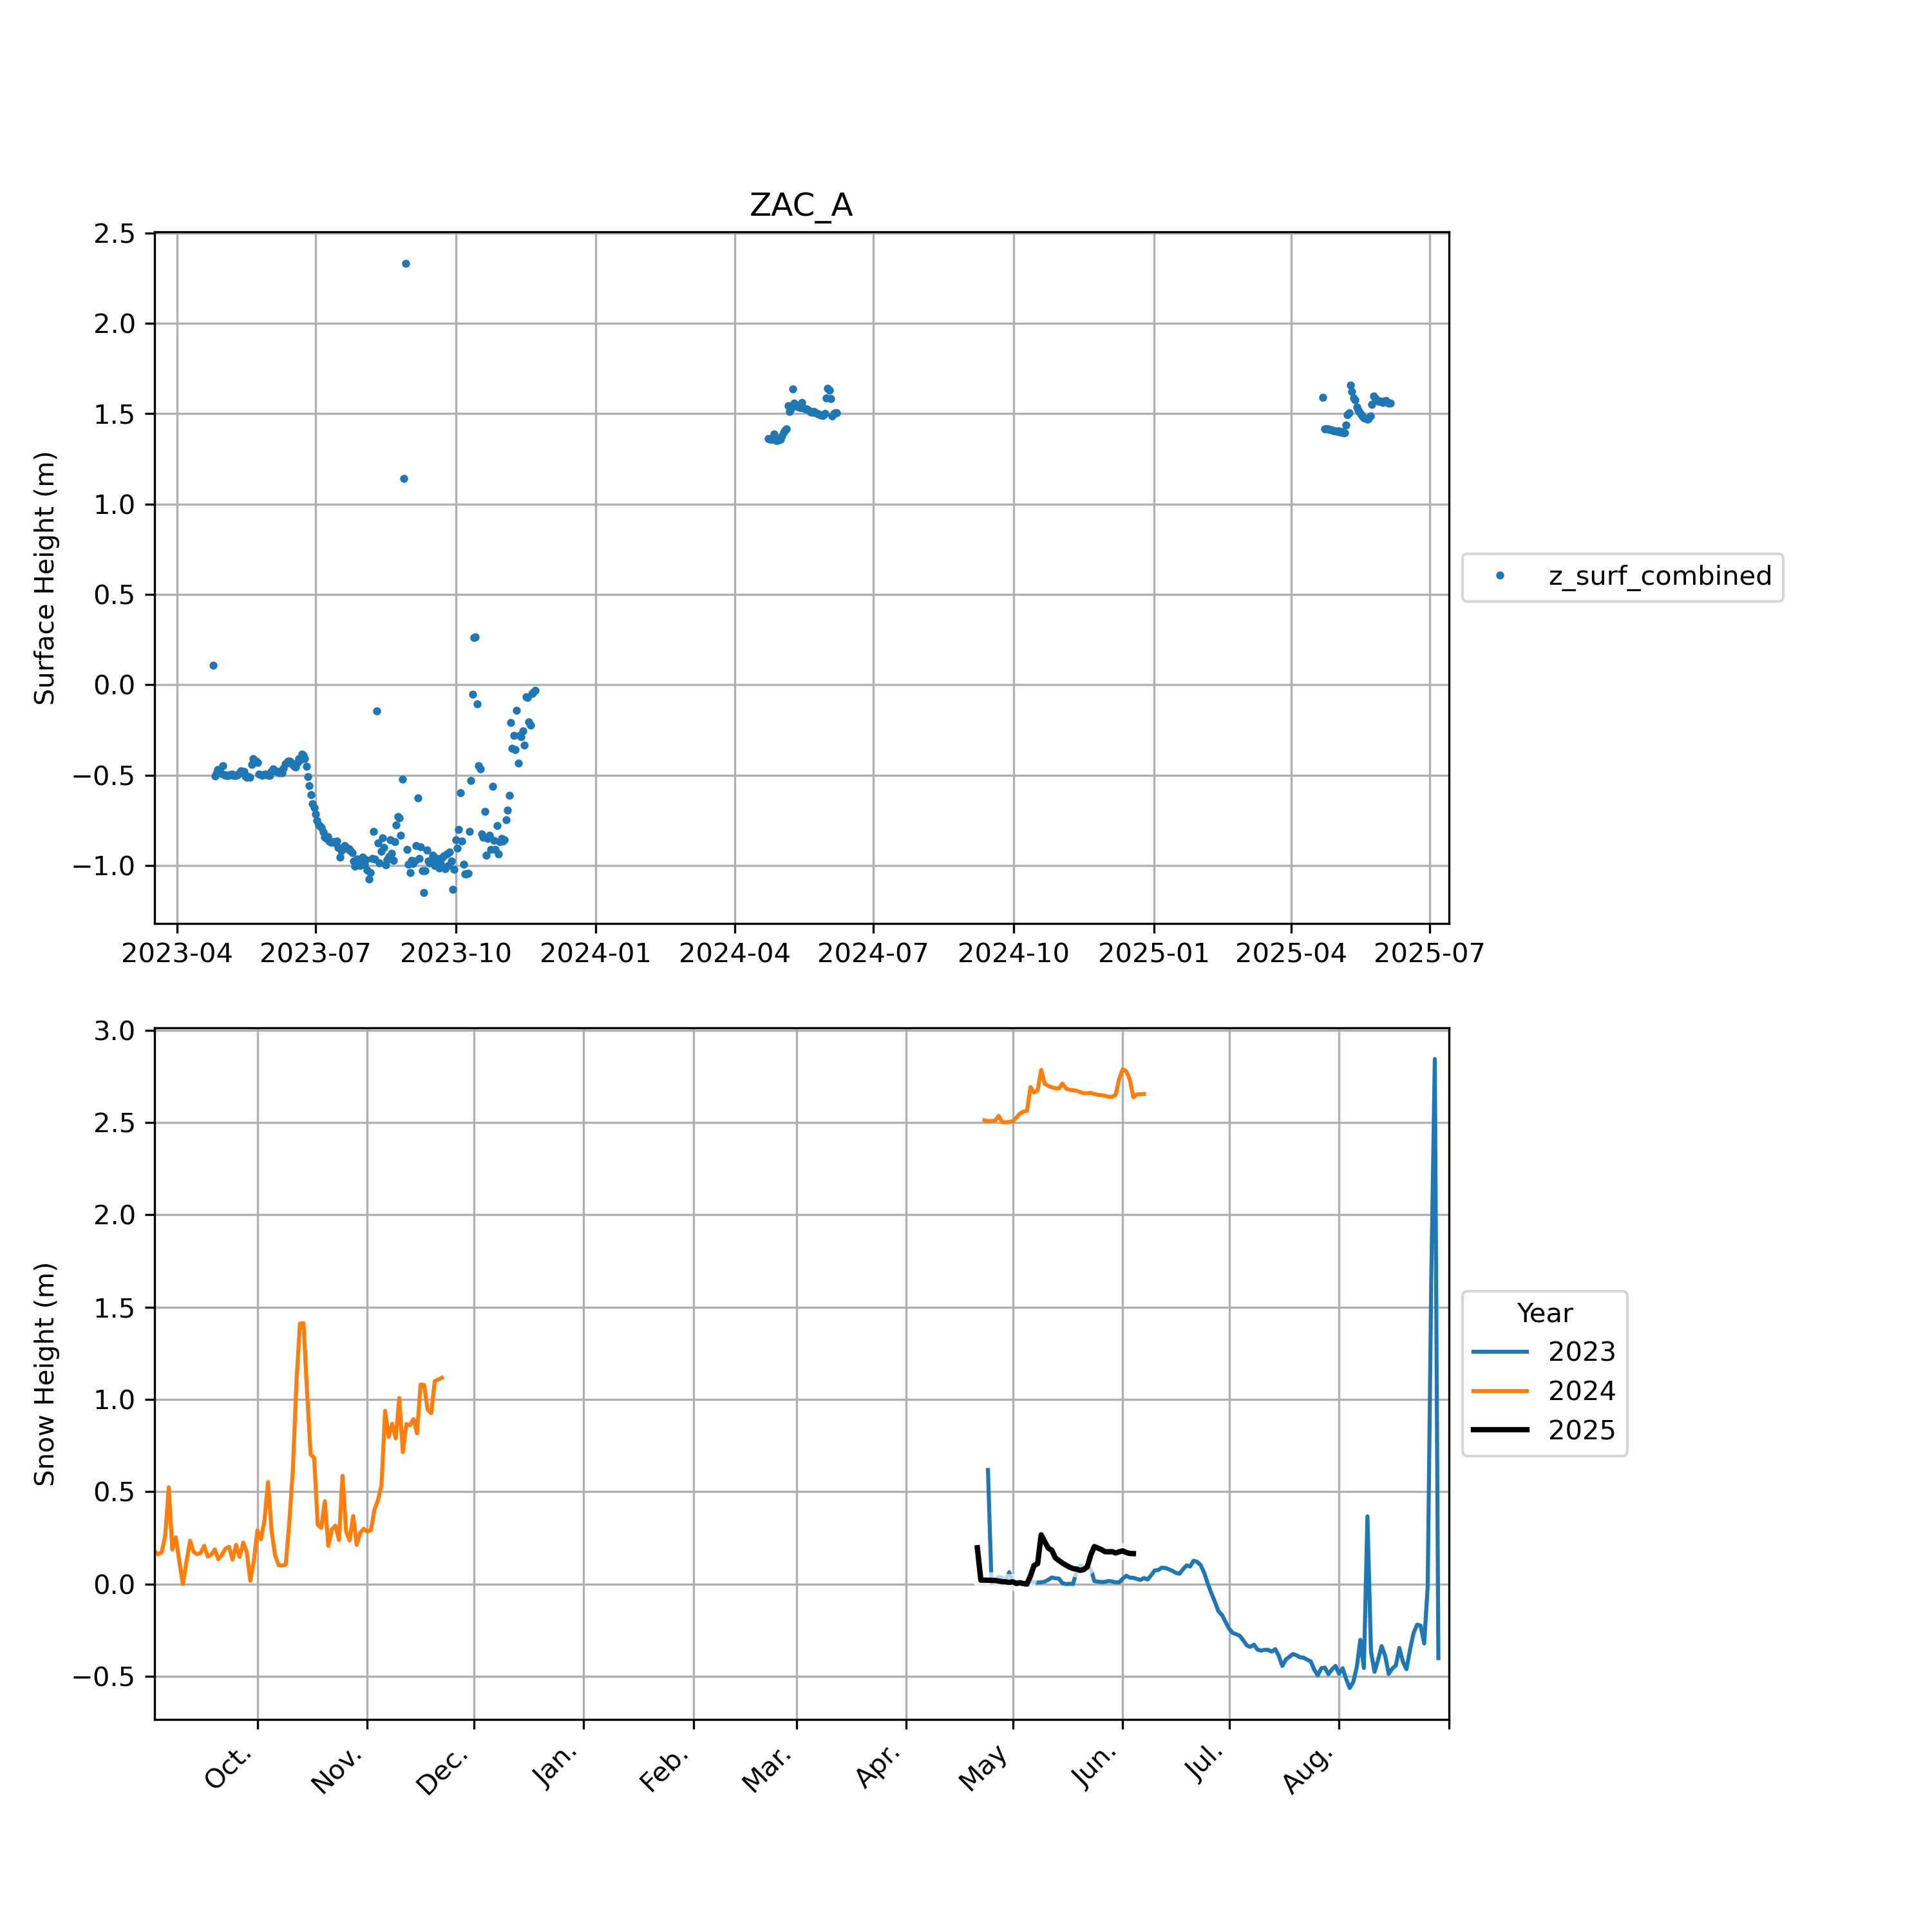 ZAC_A
2.5
2.0
1.5
1.0
0.5
0.0
−0.5
−1.0
Surface Height (m)
2023-04 2023-07 2023-10 2024-01 2024-04 2024-07 2024-10 2025-01 2025-04 2025-07
z_surf_combined
3.0
2.5
2.0
1.5
1.0
0.5
0.0
−0.5
Snow Height (m)
Oct. Nov. Dec. Jan. Feb. Mar. Apr. May Jun. Jul. Aug.
Year
2023
2024
2025